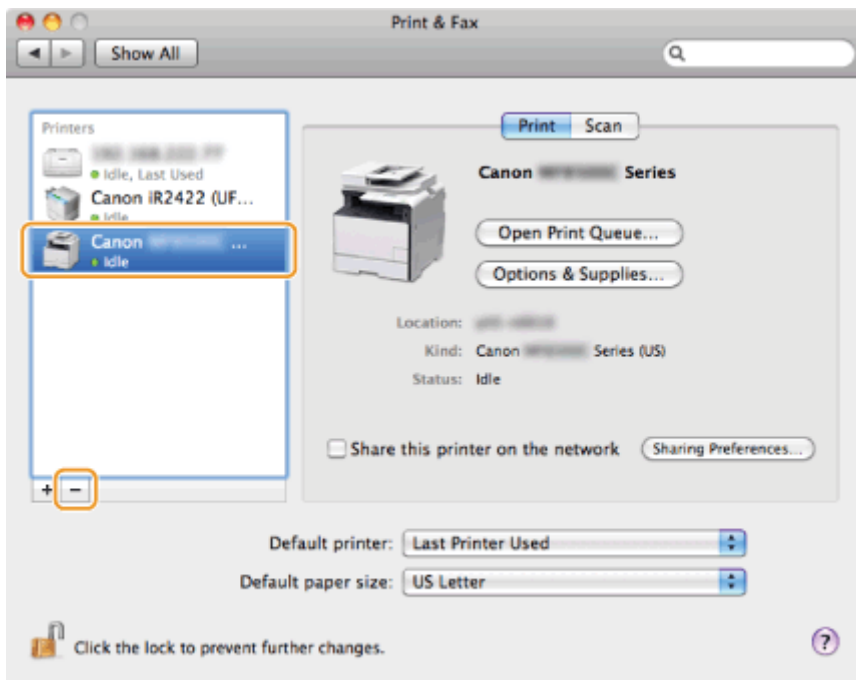 Print & Fax
Show All
Printers
Idle, Last Used
Canon iR2422 (UF...
Idle
Canon ...
Idle
+ −
Print Scan
Canon Series
Open Print Queue...
Options & Supplies...
Location:
Kind: Canon Series (US)
Status: Idle
Share this printer on the network Sharing Preferences...
Default printer: Last Printer Used
Default paper size: US Letter
Click the lock to prevent further changes. ?